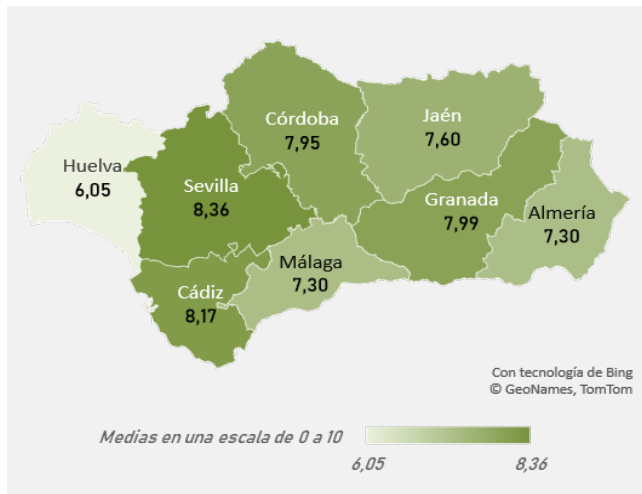 Córdoba
7,95
Jaén
7,60
Huelva
6,05
Sevilla
8,36
Granada
7,99
Almería
7,30
Málaga
7,30
Cádiz
8,17
Con tecnología de Bing
© GeoNames, TomTom
Medias en una escala de 0 a 10
6,05
8,36